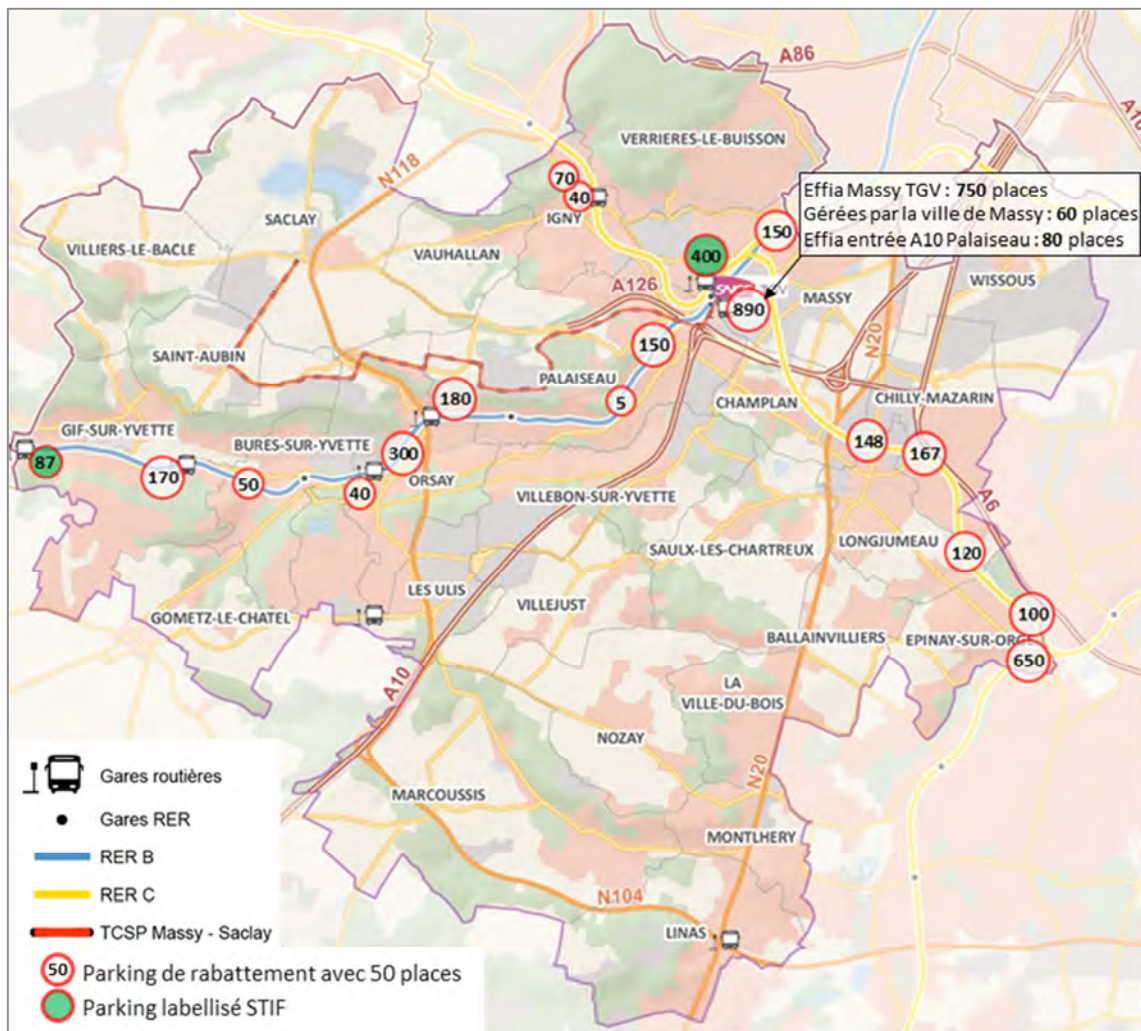 A86
A10
VERRIERES-LE-BUISSON
N118
70
40
IGNY
Effia Massy TGV : 750 places
Gérées par la ville de Massy : 60 places
Effia entrée A10 Palaiseau : 80 places
SACLAY
150
VILLIERS-LE-BACLE
VAUHALLAN
400
WISSOUS
A126
MASSY
890
N20
SAINT-AUBIN
150
PALAISEAU
180
5
CHAMPLAN
CHILLY-MAZARIN
GIF-SUR-YVETTE
BURES-SUR-YVETTE
300
148
167
87
170
50
40
ORSAY
VILLEBON-SUR-YVETTE
A6
SAULX-LES-CHARTREUX
LONGJUMEAU
120
LES ULIS
VILLEJUST
GOMETZ-LE-CHATEL
100
BALLAINVILLIERS
EPINAY-SUR-ORGE
650
A10
LA
VILLE-DU-BOIS
NOZAY
N20
MARCOUSSIS
MONTLHERY
N104
LINAS
Gares routières
Gares RER
RER B
RER C
TCSP Massy - Saclay
50 Parking de rabattement avec 50 places
Parking labellisé STIF